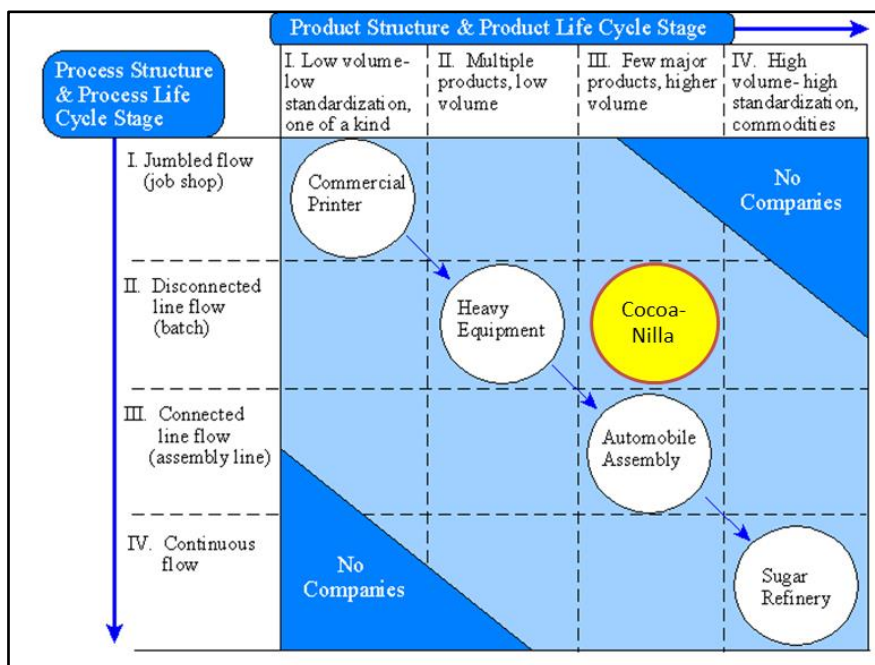 Product Structure & Product Life Cycle Stage
Process Structure
& Process Life
Cycle Stage
I. Low volume-
low
standardization,
one of a kind
II. Multiple
products, low
volume
III. Few major
products, higher
volume
IV. High
volume- high
standardization,
commodities
I. Jumbled flow
(job shop)
Commercial
Printer
No
Companies
II. Disconnected
line flow
(batch)
Heavy
Equipment
Cocoa-
Nilla
III. Connected
line flow
(assembly line)
Automobile
Assembly
IV. Continuous
flow
No
Companies
Sugar
Refinery